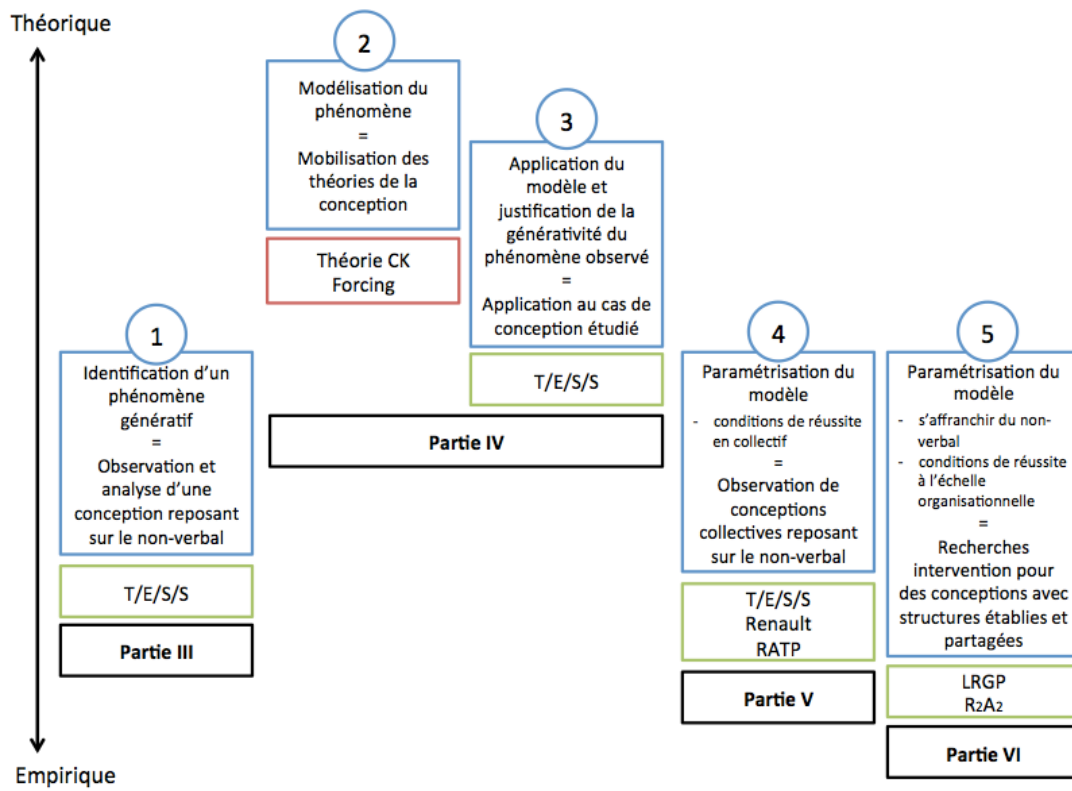 Théorique
1
Identification d’un
phénomène
génératif
=
Observation et
analyse d’une
conception reposant
sur le non-verbal
T/E/S/S
Partie III
2
Modélisation du
phénomène
=
Mobilisation des
théories de la
conception
Théorie CK
Forcing
3
Application du
modèle et
justification de la
générativité du
phénomène observé
=
Application au cas de
conception étudié
T/E/S/S
Partie IV
4
Paramétrisation du
modèle
- conditions de réussite
en collectif
=
Observation de
conceptions
collectives reposant
sur le non-verbal
T/E/S/S
Renault
RATP
Partie V
5
Paramétrisation du
modèle
- s’affranchir du non-
verbal
- conditions de réussite
à l’échelle
organisationnelle
=
Recherches
intervention pour
des conceptions avec
structures établies et
partagées
LRGP
R2A2
Partie VI
Empirique